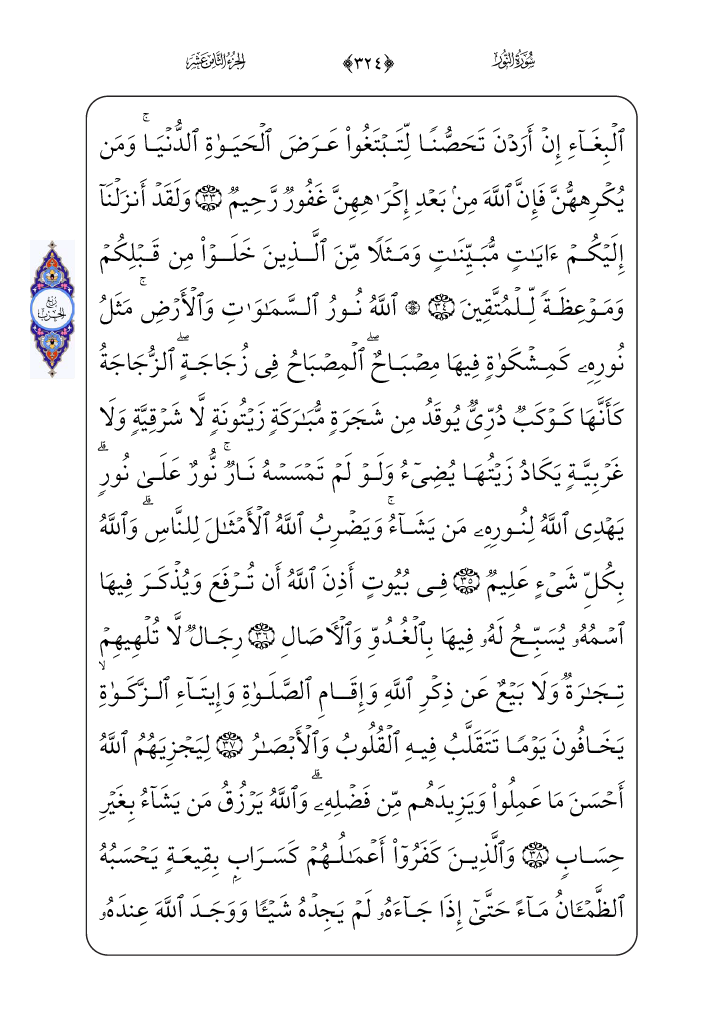 سُورَةُ النُّورِ ﴿٣٢٤﴾ الجُزْءُ الثَّامِنَ عَشَرَ
ٱلۡبِغَآءِ إِنۡ أَرَدۡنَ تَحَصُّنٗا لِّتَبۡتَغُواْ عَرَضَ ٱلۡحَيَوٰةِ ٱلدُّنۡيَاۚ وَمَن
يُكۡرِههُّنَّ فَإِنَّ ٱللَّهَ مِنۢ بَعۡدِ إِكۡرَٰهِهِنَّ غَفُورٞ رَّحِيمٞ ٣٣ وَلَقَدۡ أَنزَلۡنَآ
إِلَيۡكُمۡ ءَايَٰتٖ مُّبَيِّنَٰتٖ وَمَثَلٗا مِّنَ ٱلَّذِينَ خَلَوۡاْ مِن قَبۡلِكُمۡ
وَمَوۡعِظَةٗ لِّلۡمُتَّقِينَ ٣٤ ۞ ٱللَّهُ نُورُ ٱلسَّمَٰوَٰتِ وَٱلۡأَرۡضِۚ مَثَلُ
نُورِهِۦ كَمِشۡكَوٰةٖ فِيهَا مِصۡبَاحٌۖ ٱلۡمِصۡبَاحُ فِي زُجَاجَةٍۖ ٱلزُّجَاجَةُ
كَأَنَّهَا كَوۡكَبٞ دُرِّيّٞ يُوقَدُ مِن شَجَرَةٖ مُّبَٰرَكَةٖ زَيۡتُونَةٖ لَّا شَرۡقِيَّةٖ وَلَا
غَرۡبِيَّةٖ يَكَادُ زَيۡتُهَا يُضِيٓءُ وَلَوۡ لَمۡ تَمۡسَسۡهُ نَارٞۚ نُّورٌ عَلَىٰ نُورٖۗ
يَهۡدِي ٱللَّهُ لِنُورِهِۦ مَن يَشَآءُۚ وَيَضۡرِبُ ٱللَّهُ ٱلۡأَمۡثَٰلَ لِلنَّاسِۗ وَٱللَّهُ
بِكُلِّ شَيۡءٍ عَلِيمٞ ٣٥ فِي بُيُوتٍ أَذِنَ ٱللَّهُ أَن تُرۡفَعَ وَيُذۡكَرَ فِيهَا
ٱسۡمُهُۥ يُسَبِّحُ لَهُۥ فِيهَا بِٱلۡغُدُوِّ وَٱلۡأٓصَالِ ٣٦ رِجَالٞ لَّا تُلۡهِيهِمۡ
تِجَٰرَةٞ وَلَا بَيۡعٌ عَن ذِكۡرِ ٱللَّهِ وَإِقَامِ ٱلصَّلَوٰةِ وَإِيتَآءِ ٱلزَّكَوٰةِۙ
يَخَافُونَ يَوۡمٗا تَتَقَلَّبُ فِيهِ ٱلۡقُلُوبُ وَٱلۡأَبۡصَٰرُ ٣٧ لِيَجۡزِيَهُمُ ٱللَّهُ
أَحۡسَنَ مَا عَمِلُواْ وَيَزِيدَهُم مِّن فَضۡلِهِۦۗ وَٱللَّهُ يَرۡزُقُ مَن يَشَآءُ بِغَيۡرِ
حِسَابٖ ٣٨ وَٱلَّذِينَ كَفَرُوٓاْ أَعۡمَٰلُهُمۡ كَسَرَابِۭ بِقِيعَةٖ يَحۡسَبُهُ
ٱلظَّمۡـَٔانُ مَآءً حَتَّىٰٓ إِذَا جَآءَهُۥ لَمۡ يَجِدۡهُ شَيۡـٔٗا وَوَجَدَ ٱللَّهَ عِندَهُۥ
رُبْعُ
الحِزْبِ